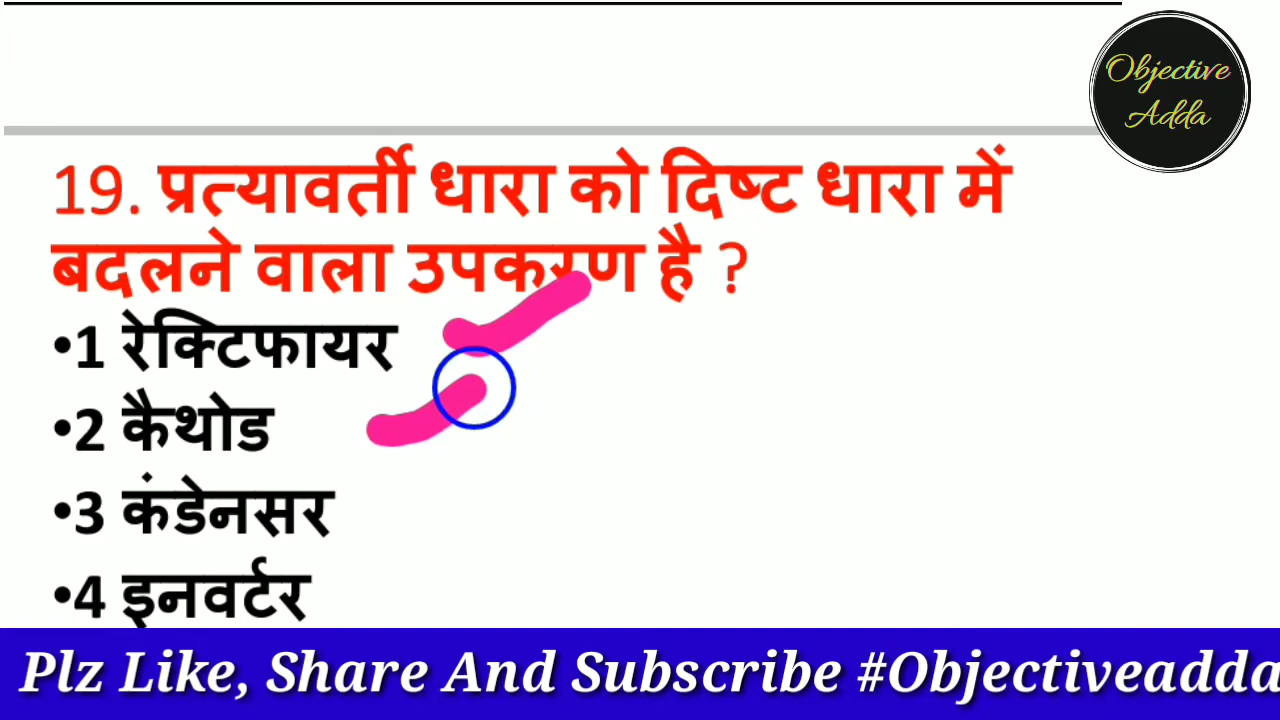 Objective
Adda
19. प्रत्यावर्ती धारा को दिष्ट धारा में
बदलने वाला उपकरण है ?
•1 रेक्टिफायर
•2 कैथोड
•3 कंडेनसर
•4 इनवर्टर
Plz Like, Share And Subscribe #Objectiveadda